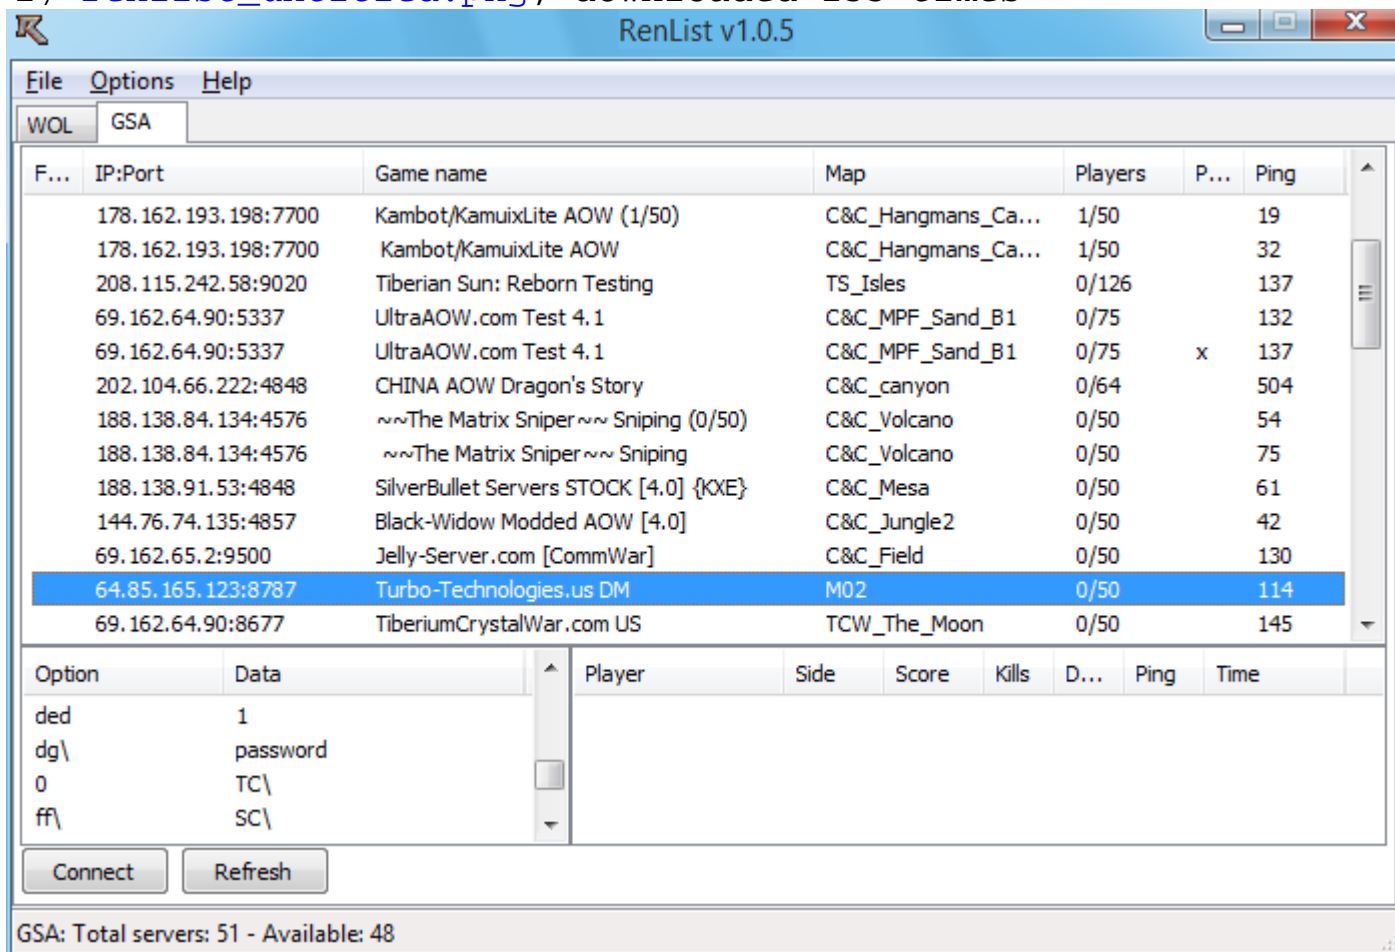 RenList v1.0.5
File Options Help
WOL GSA
F... IP:Port Game name Map Players P... Ping
178.162.193.198:7700 Kambot/KamuixLite AOW (1/50) C&C_Hangmans_Ca... 1/50 19
178.162.193.198:7700 Kambot/KamuixLite AOW C&C_Hangmans_Ca... 1/50 32
208.115.242.58:9020 Tiberian Sun: Reborn Testing TS_Isles 0/126 137
69.162.64.90:5337 UltraAOW.com Test 4.1 C&C_MPF_Sand_B1 0/75 132
69.162.64.90:5337 UltraAOW.com Test 4.1 C&C_MPF_Sand_B1 0/75 x 137
202.104.66.222:4848 CHINA AOW Dragon's Story C&C_canyon 0/64 504
188.138.84.134:4576 ~~The Matrix Sniper~~ Sniping (0/50) C&C_Volcano 0/50 54
188.138.84.134:4576 ~~The Matrix Sniper~~ Sniping C&C_Volcano 0/50 75
188.138.91.53:4848 SilverBullet Servers STOCK [4.0] {KXE} C&C_Mesa 0/50 61
144.76.74.135:4857 Black-Widow Modded AOW [4.0] C&C_Jungle2 0/50 42
69.162.65.2:9500 Jelly-Server.com [CommWar] C&C_Field 0/50 130
64.85.165.123:8787 Turbo-Technologies.us DM M02 0/50 114
69.162.64.90:8677 TiberiumCrystalWar.com US TCW_The_Moon 0/50 145
Option Data Player Side Score Kills D... Ping Time
ded 1
dg\ password
0 TC\
ff\ SC\
Connect Refresh
GSA: Total servers: 51 - Available: 48